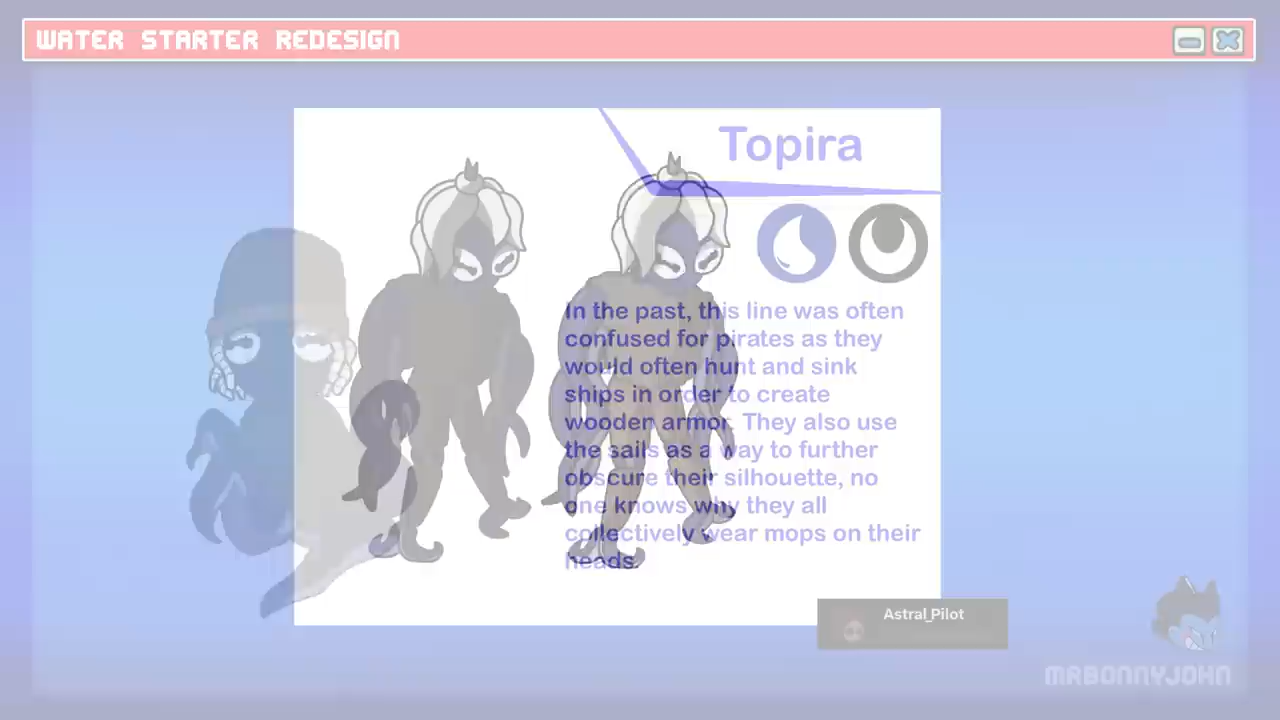 WATER STARTER REDESIGN
Topira
In the past, this line was often
confused for pirates as they
would often hunt and sink
ships in order to create
wooden armor. They also use
the sails as a way to further
obscure their silhouette, no
one knows why they all
collectively wear mops on their
heads.
Astral_Pilot
MRBONNYJOHN